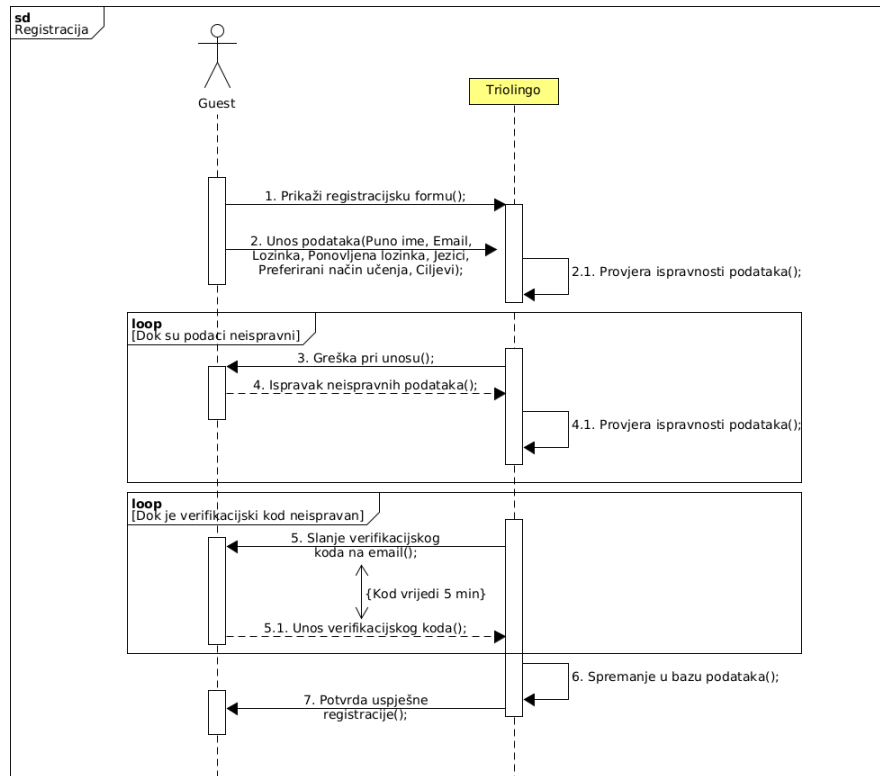 sd
Registracija
Guest
Triolingo
1. Prikaži registracijsku formu();
2. Unos podataka(Puno ime, Email,
Lozinka, Ponovljena lozinka, Jezici,
Preferirani način učenja, Ciljevi);
2.1. Provjera ispravnosti podataka();
loop
[Dok su podaci neispravni]
3. Greška pri unosu();
4. Ispravak neispravnih podataka();
4.1. Provjera ispravnosti podataka();
loop
[Dok je verifikacijski kod neispravan]
5. Slanje verifikacijskog
koda na email();
{Kod vrijedi 5 min}
5.1. Unos verifikacijskog koda();
6. Spremanje u bazu podataka();
7. Potvrda uspješne
registracije();